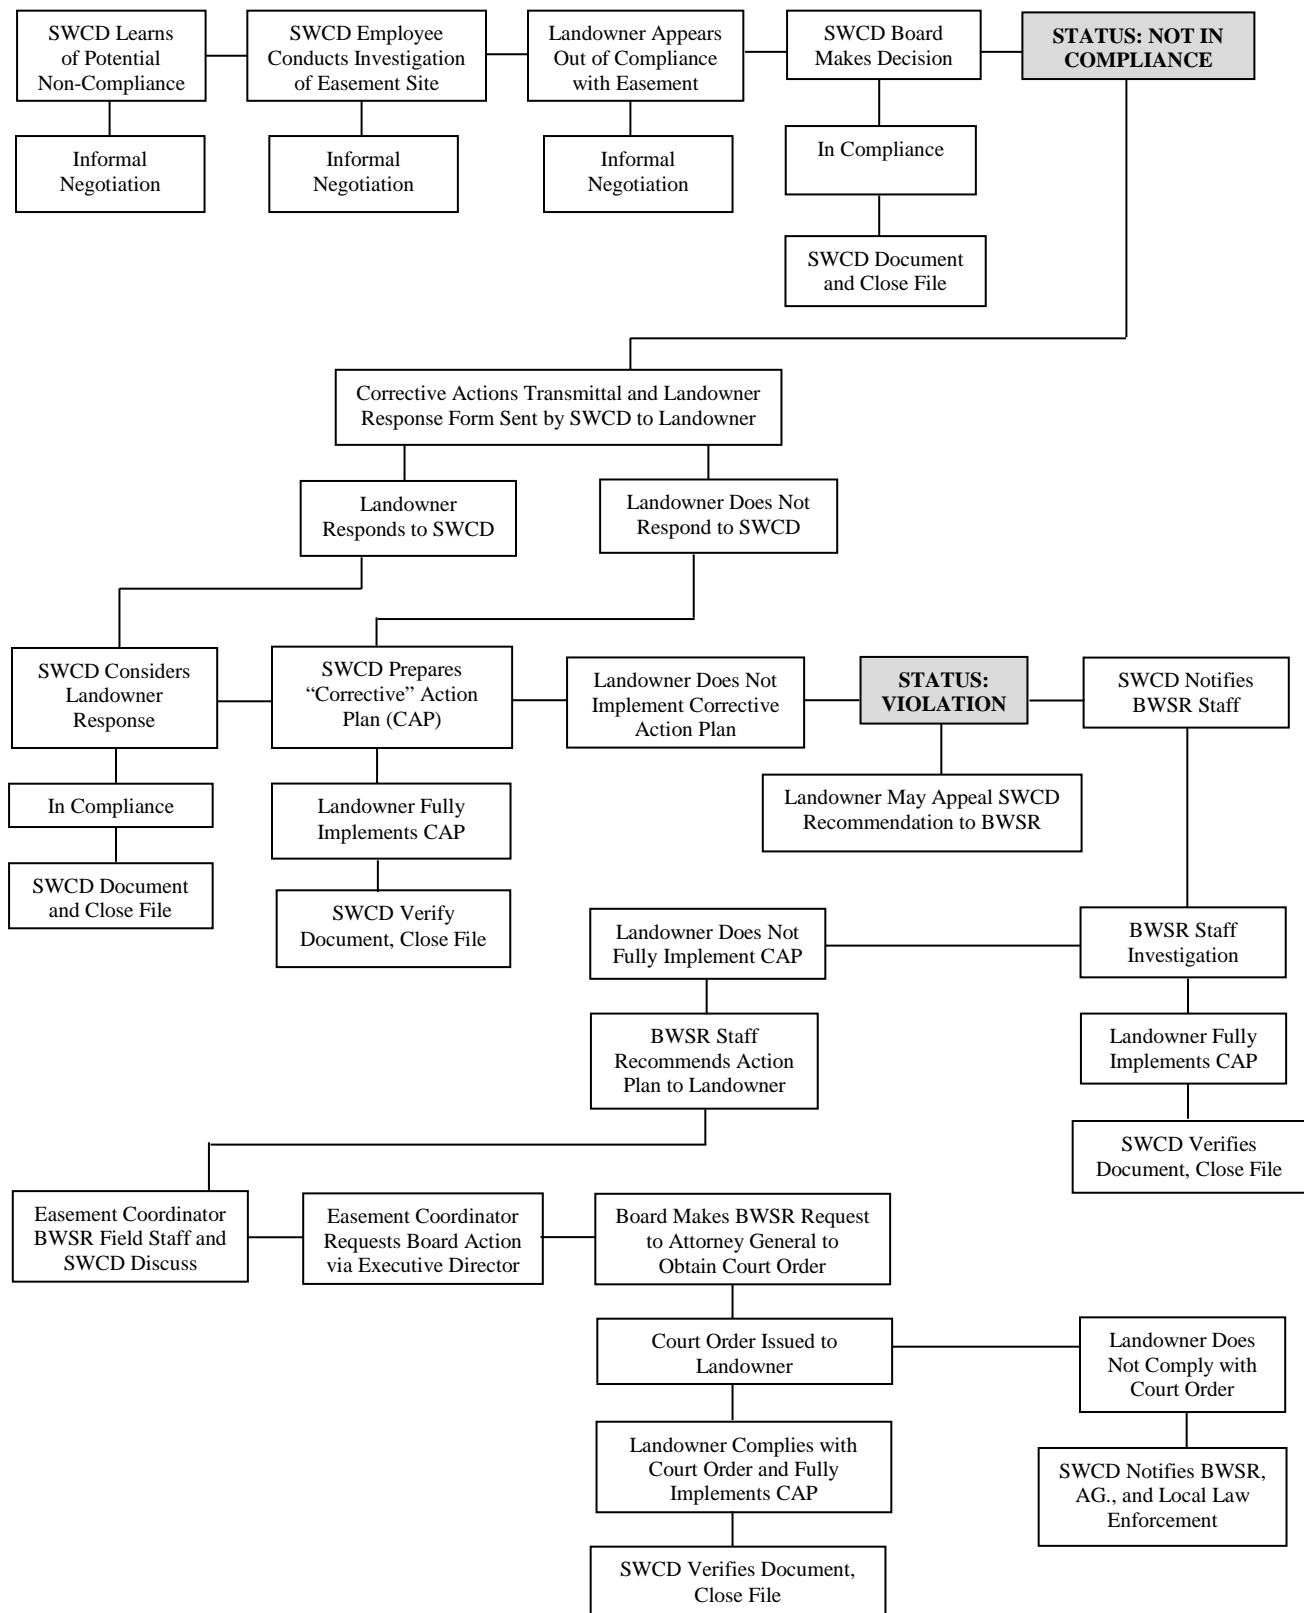 SWCD Learns
of Potential
Non-Compliance
SWCD Employee
Conducts Investigation
of Easement Site
Landowner Appears
Out of Compliance
with Easement
SWCD Board
Makes Decision
STATUS: NOT IN
COMPLIANCE
Informal
Negotiation
Informal
Negotiation
Informal
Negotiation
In Compliance
SWCD Document
and Close File
Corrective Actions Transmittal and Landowner
Response Form Sent by SWCD to Landowner
Landowner
Responds to SWCD
Landowner Does Not
Respond to SWCD
SWCD Considers
Landowner
Response
SWCD Prepares
“Corrective” Action
Plan (CAP)
Landowner Does Not
Implement Corrective
Action Plan
STATUS:
VIOLATION
SWCD Notifies
BWSR Staff
In Compliance
Landowner Fully
Implements CAP
Landowner May Appeal SWCD
Recommendation to BWSR
SWCD Document
and Close File
SWCD Verify
Document, Close File
Landowner Does Not
Fully Implement CAP
BWSR Staff
Investigation
BWSR Staff
Recommends Action
Plan to Landowner
Landowner Fully
Implements CAP
SWCD Verifies
Document, Close File
Easement Coordinator
BWSR Field Staff and
SWCD Discuss
Easement Coordinator
Requests Board Action
via Executive Director
Board Makes BWSR Request
to Attorney General to
Obtain Court Order
Court Order Issued to
Landowner
Landowner Does
Not Comply with
Court Order
Landowner Complies with
Court Order and Fully
Implements CAP
SWCD Notifies BWSR,
AG., and Local Law
Enforcement
SWCD Verifies Document,
Close File